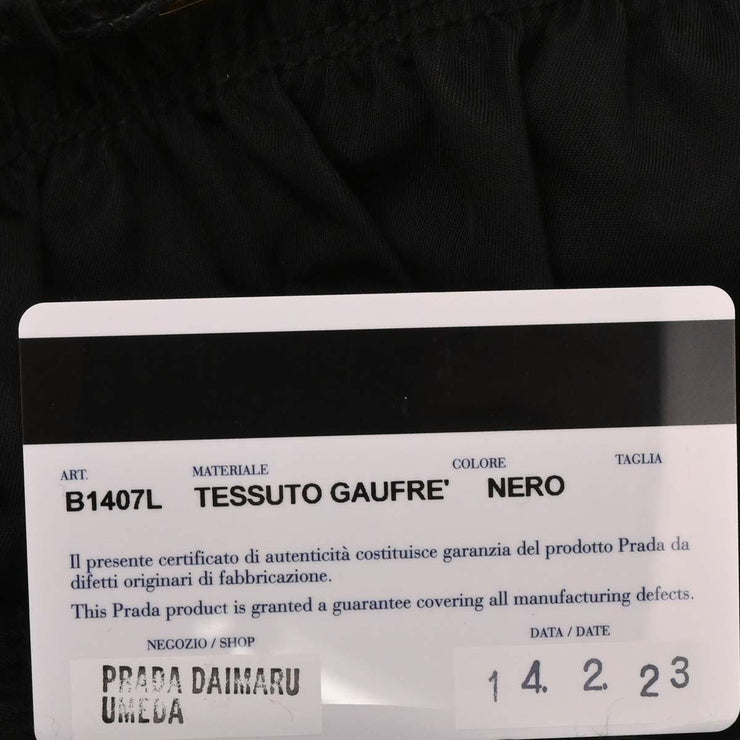 ART. MATERIALE COLORE TAGLIA
B1407L TESSUTO GAUFRE' NERO
Il presente certificato di autenticità costituisce garanzia del prodotto Prada da
difetti originari di fabbricazione.
This Prada product is granted a guarantee covering all manufacturing defects.
NEGOZIO / SHOP DATA / DATE
PRADA DAIMARU
UMEDA
14. 2. 23